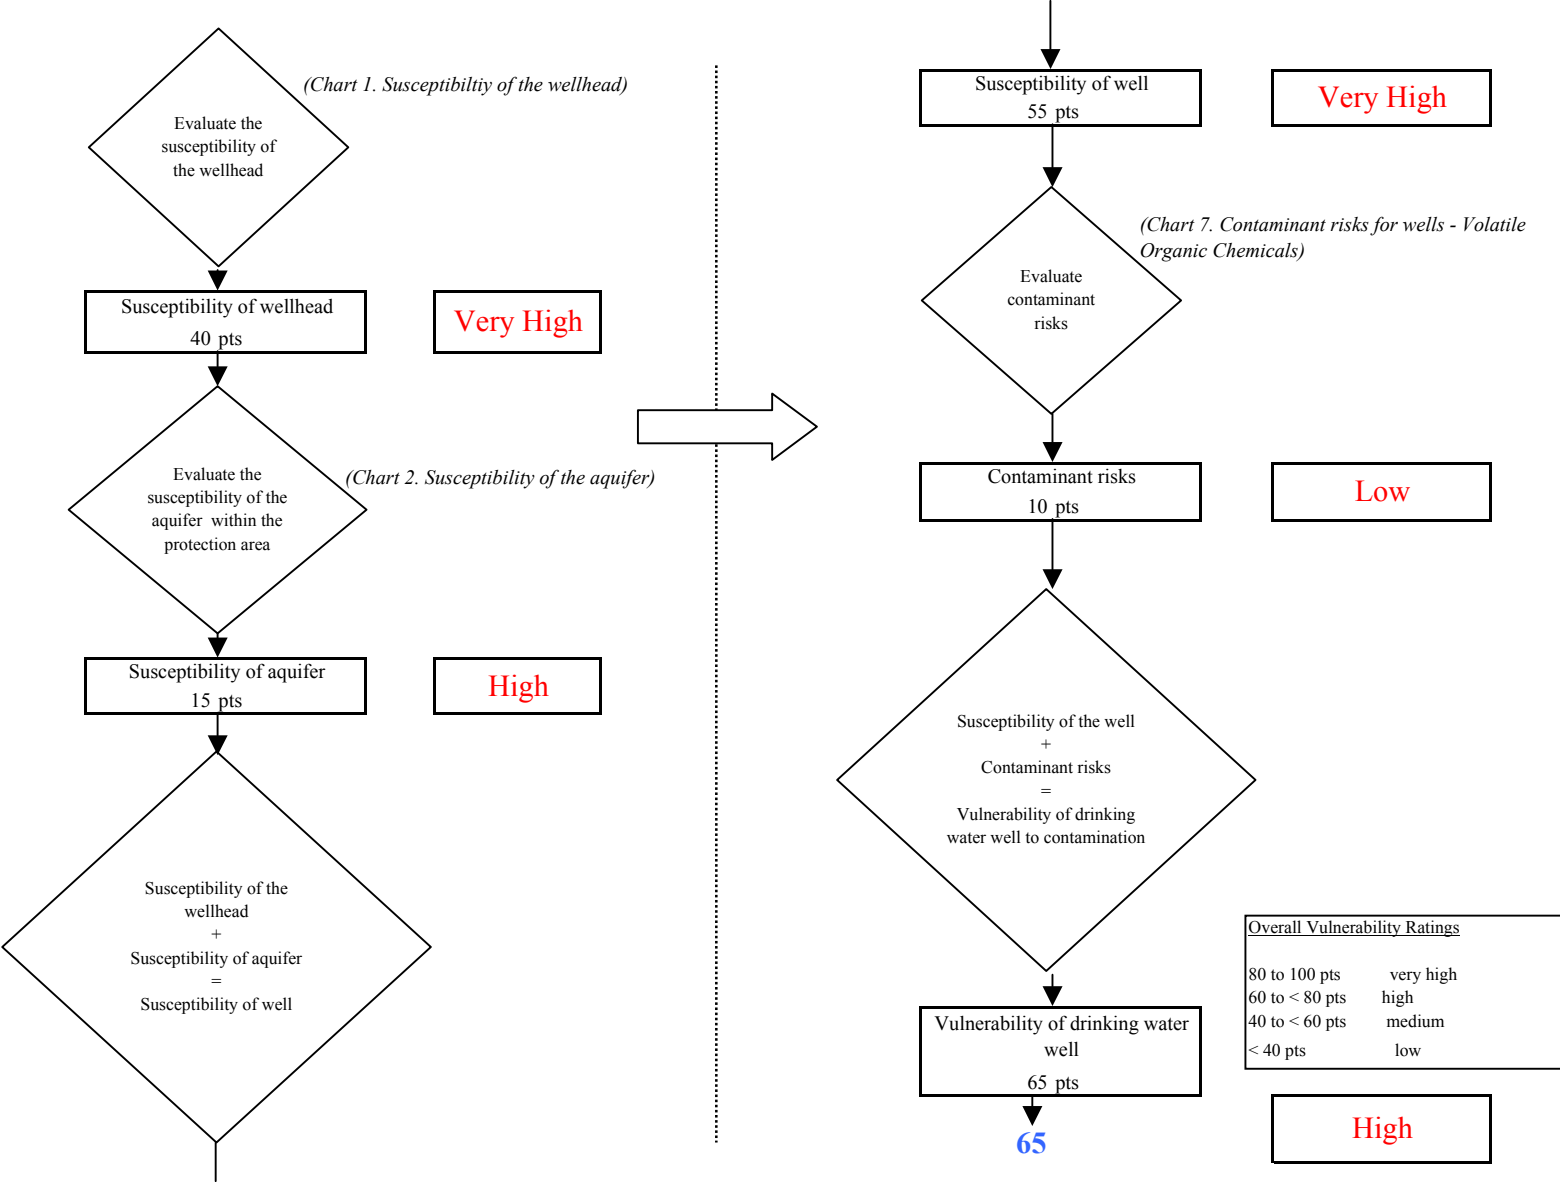 (Chart 1. Susceptibiltiy of the wellhead)
Evaluate the
susceptibility of
the wellhead
Susceptibility of wellhead
40 pts
Very High
Evaluate the
susceptibility of the
aquifer within the
protection area
(Chart 2. Susceptibility of the aquifer)
Susceptibility of aquifer
15 pts
High
Susceptibility of the
wellhead
+
Susceptibility of aquifer
=
Susceptibility of well
Susceptibility of well
55 pts
Very High
(Chart 7. Contaminant risks for wells - Volatile
Organic Chemicals)
Evaluate
contaminant
risks
Contaminant risks
10 pts
Low
Susceptibility of the well
+
Contaminant risks
=
Vulnerability of drinking
water well to contamination
Overall Vulnerability Ratings
80 to 100 pts very high
60 to < 80 pts high
40 to < 60 pts medium
< 40 pts low
Vulnerability of drinking water
well
65 pts
65
High